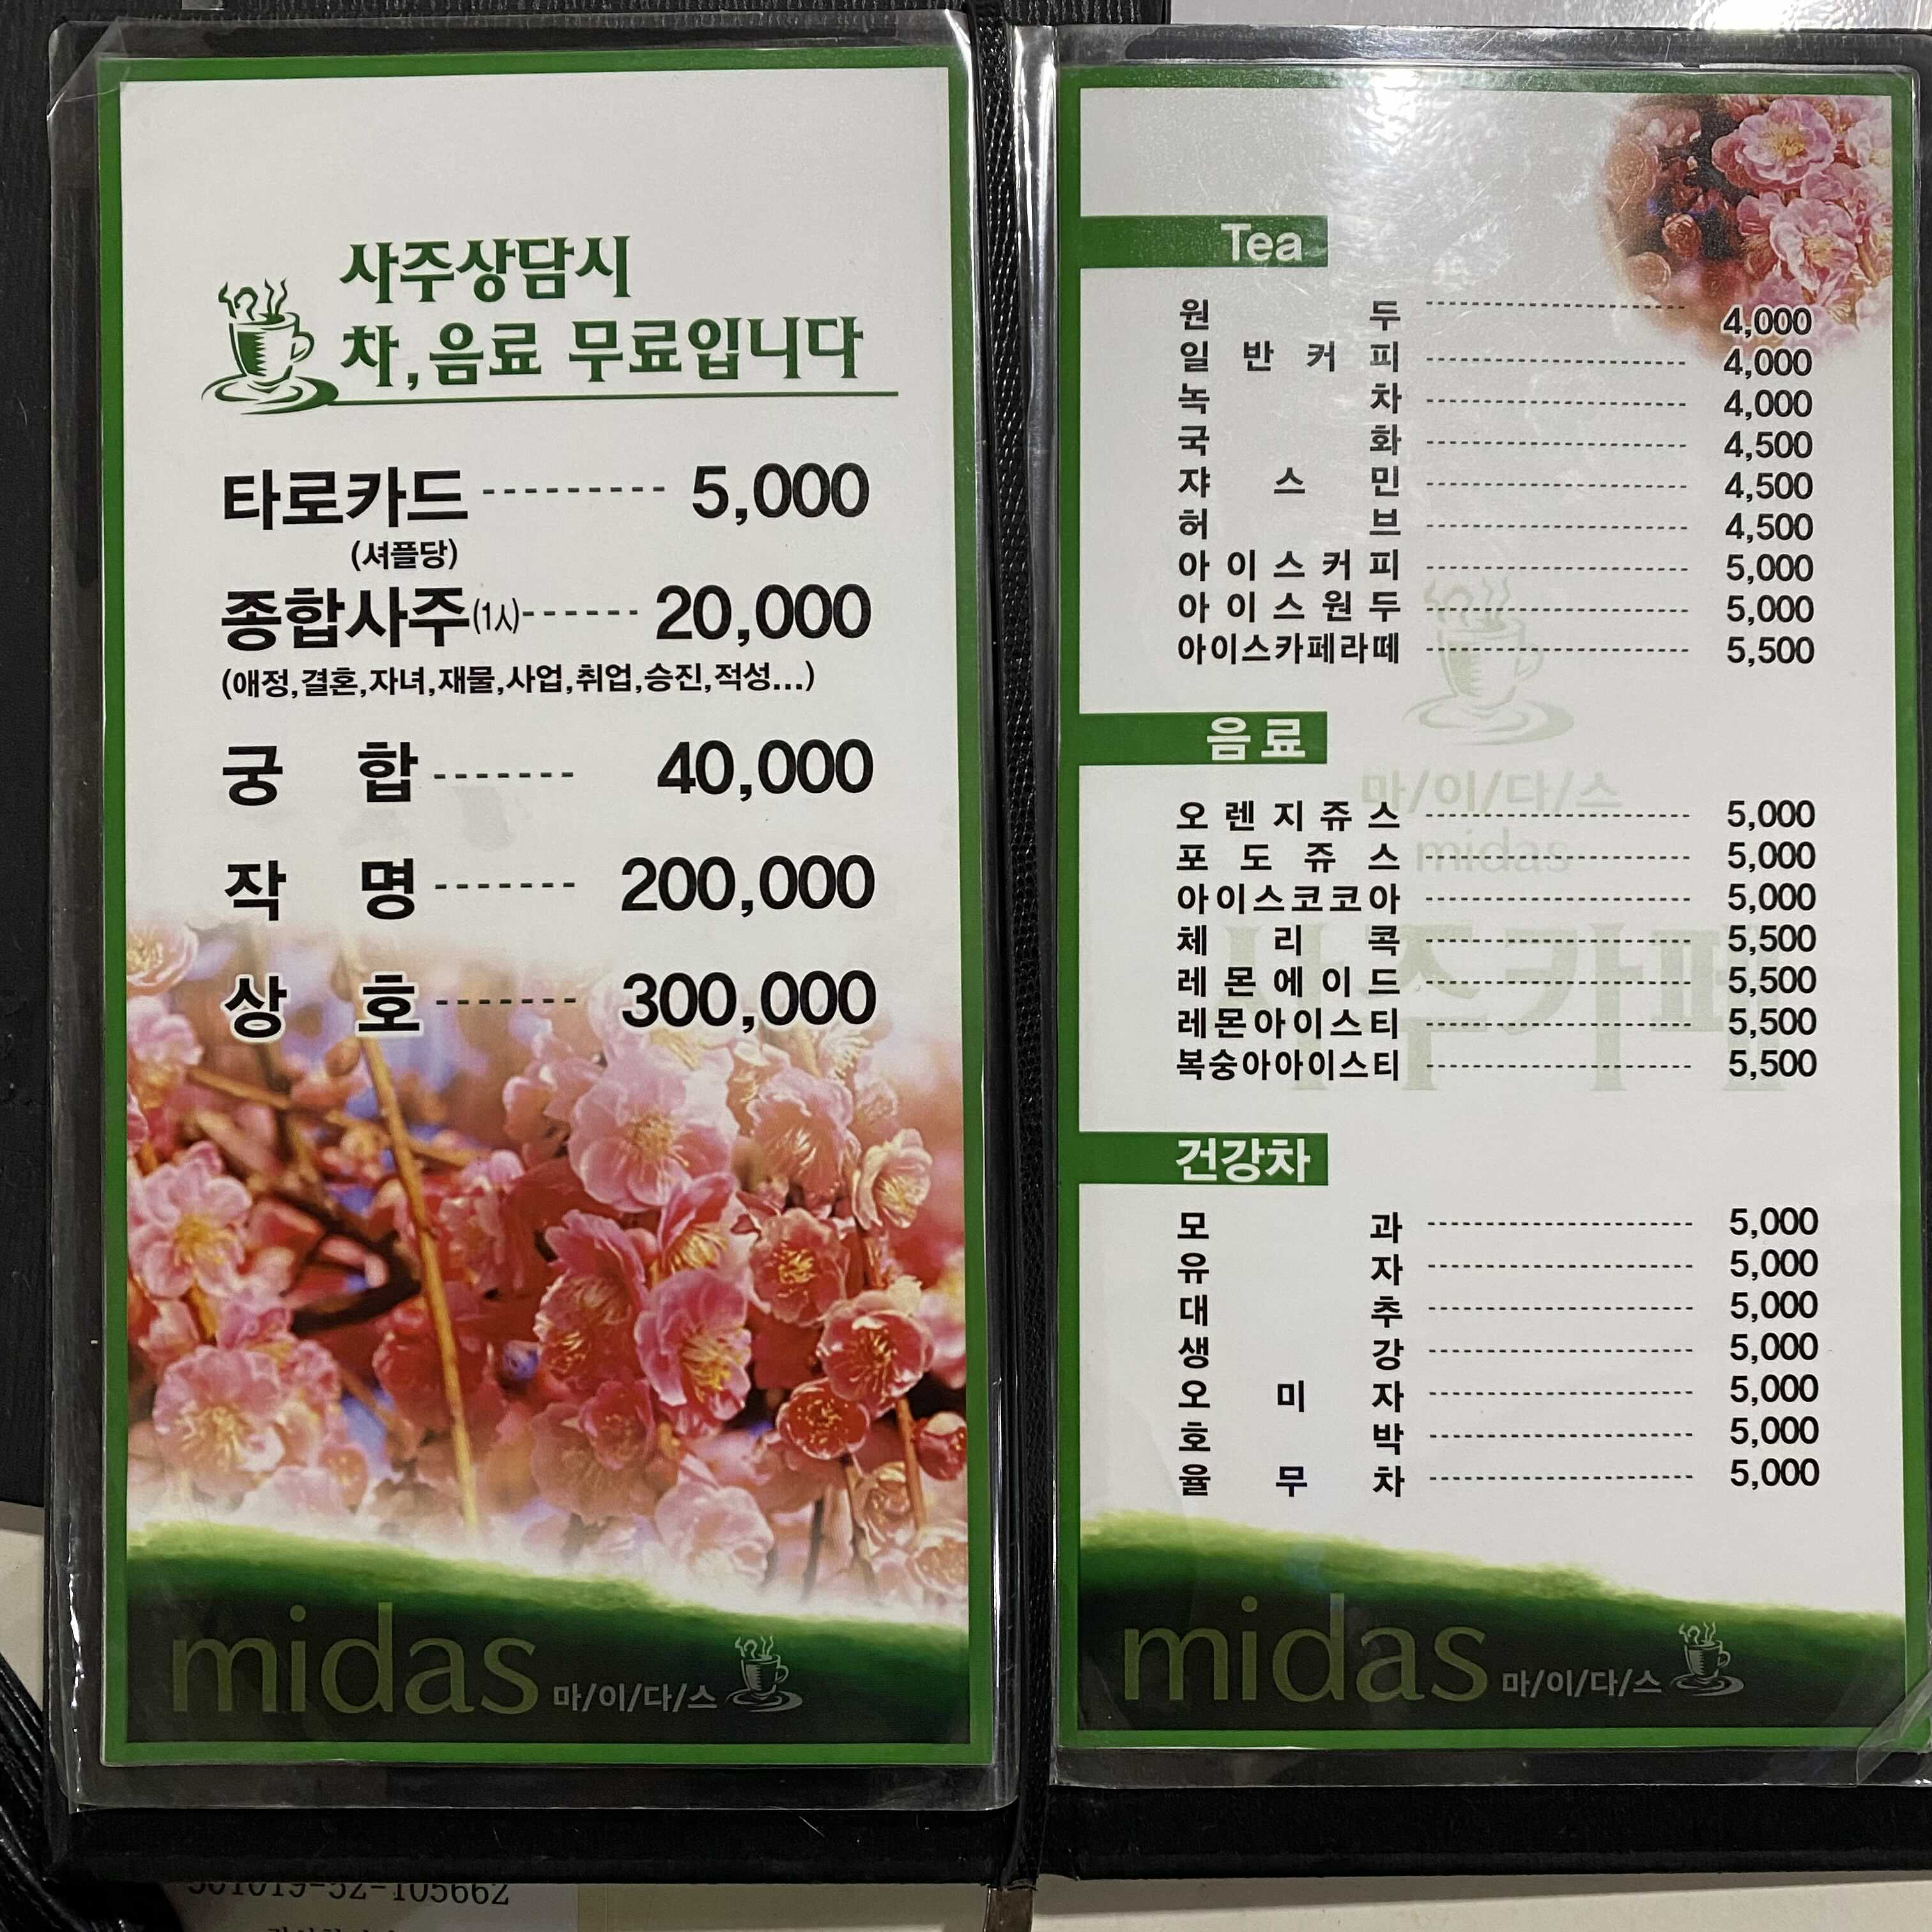 사주상담시
차,음료 무료입니다
타로카드 --------- 5,000
(셔플당)
종합사주(1人)------ 20,000
(애정,결혼,자녀,재물,사업,취업,승진,적성...)
궁 합 ------- 40,000
작 명 ------- 200,000
상 호 ------- 300,000
midas 마/이/다/스
Tea
원 두 4,000
일 반 커 피 4,000
녹 차 4,000
국 화 4,500
쟈 스 민 4,500
허 브 4,500
아 이 스 커 피 5,000
아 이 스 원 두 5,000
아이스카페라떼 5,500
음료
마/이/다/스
midas
사주카페
오 렌 지 쥬 스 5,000
포 도 쥬 스 5,000
아이스코코아 5,000
체 리 콕 5,500
레 몬 에 이 드 5,500
레몬아이스티 5,500
복숭아아이스티 5,500
건강차
모 과 5,000
유 자 5,000
대 추 5,000
생 강 5,000
오 미 자 5,000
호 박 5,000
율 무 차 5,000
midas 마/이/다/스